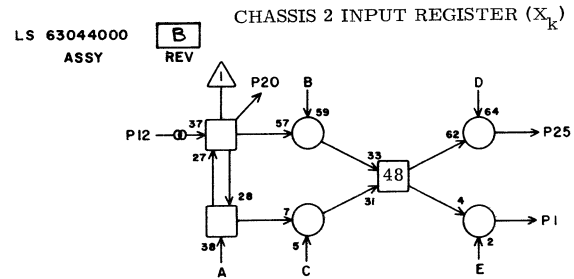 CHASSIS 2 INPUT REGISTER (Xk)
LS 63044000 B
ASSY REV
1
P20 B D
37 57 59 62 64
P12 P25
27 33
28 48
31
7 4
38 5 2 P1
A C E